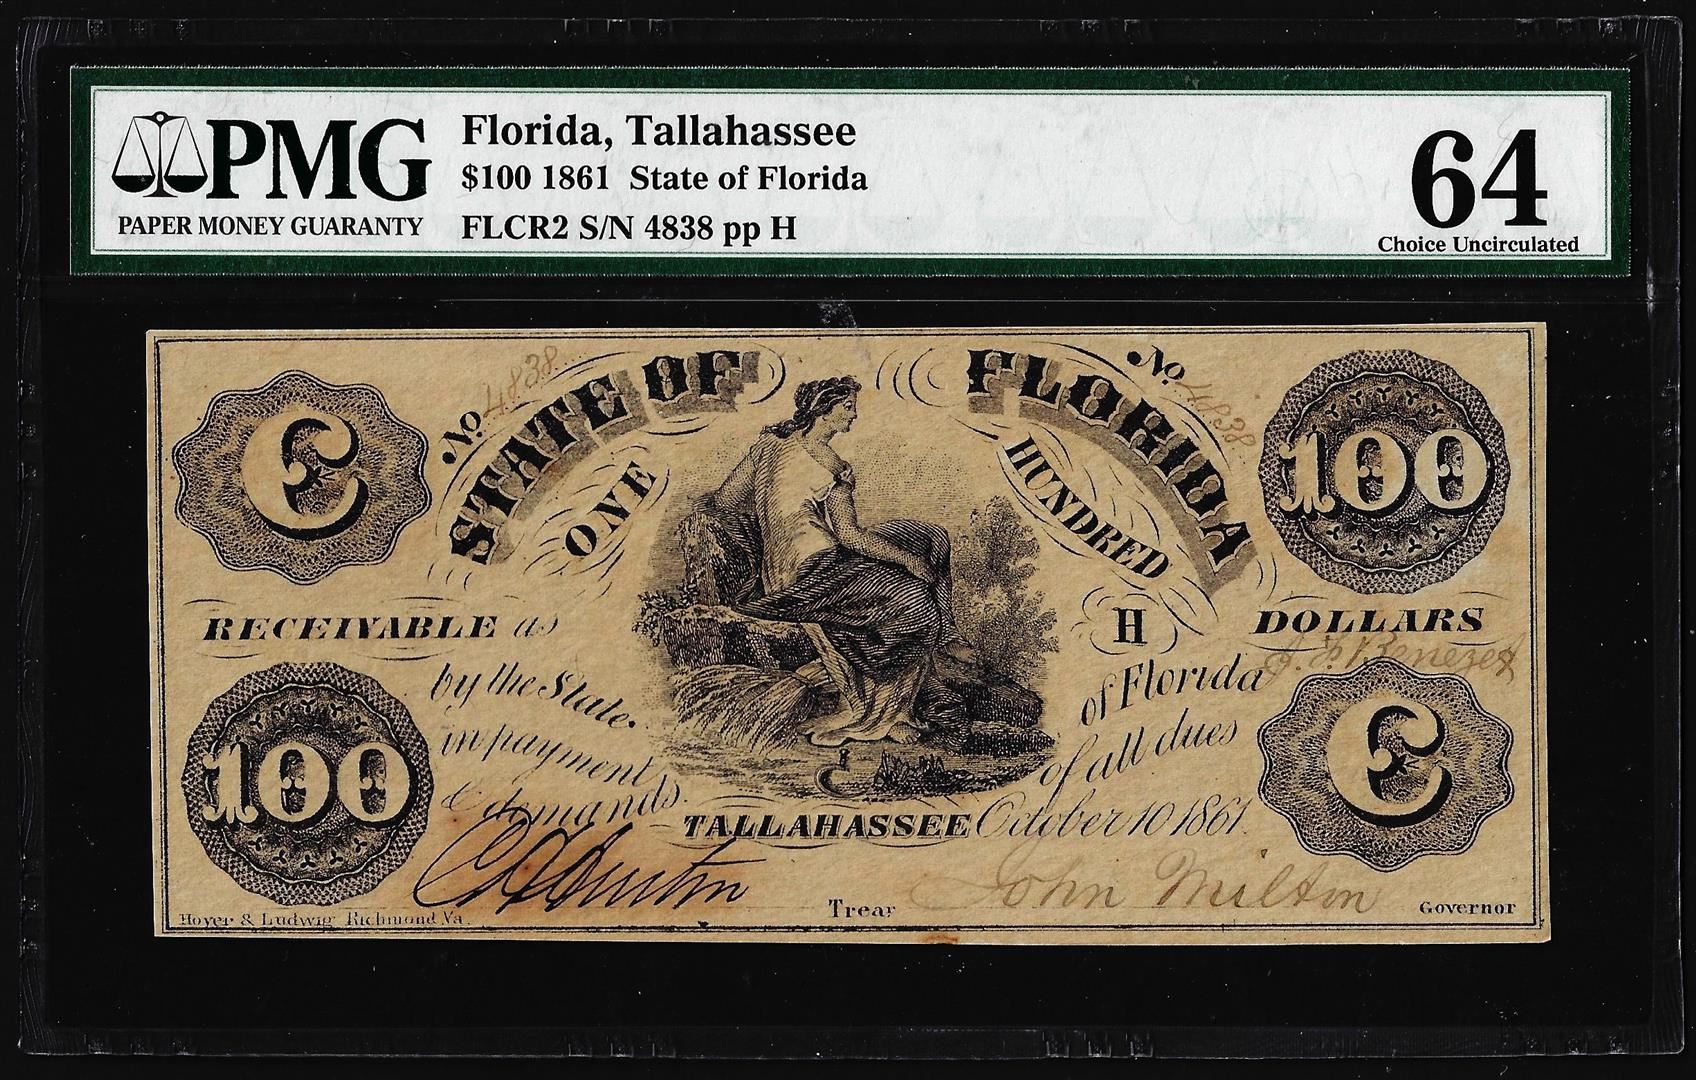 PMG
PAPER MONEY GUARANTY
Florida, Tallahassee
$100 1861 State of Florida
FLCR2 S/N 4838 pp H
64
Choice Uncirculated
No. 4838
No. 4838
STATE OF FLORIDA
C
100
ONE HUNDRED
H
RECEIVABLE as
DOLLARS
by the State
of Florida
in payment
of all dues
& demands.
100
C
TALLAHASSEE October 10 1861.
John Milton
Hoyer & Ludwig Richmond Va.
Trear
Governor